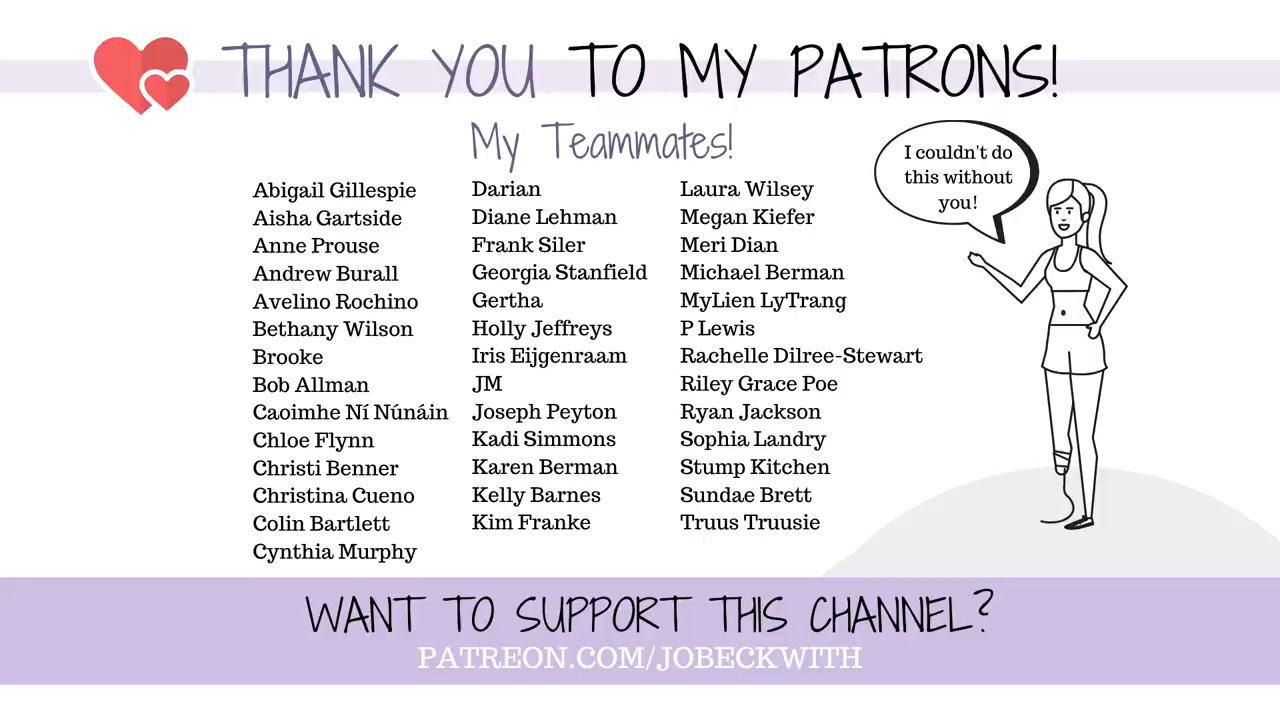 THANK YOU TO MY PATRONS!
My Teammates!
Abigail Gillespie
Aisha Gartside
Anne Prouse
Andrew Burall
Avelino Rochino
Bethany Wilson
Brooke
Bob Allman
Caoimhe Ní Núnáin
Chloe Flynn
Christi Benner
Christina Cueno
Colin Bartlett
Cynthia Murphy
Darian
Diane Lehman
Frank Siler
Georgia Stanfield
Gertha
Holly Jeffreys
Iris Eijgenraam
JM
Joseph Peyton
Kadi Simmons
Karen Berman
Kelly Barnes
Kim Franke
Laura Wilsey
Megan Kiefer
Meri Dian
Michael Berman
MyLien LyTrang
P Lewis
Rachelle Dilree-Stewart
Riley Grace Poe
Ryan Jackson
Sophia Landry
Stump Kitchen
Sundae Brett
Truus Truusie
I couldn't do
this without
you!
WANT TO SUPPORT THIS CHANNEL?
PATREON.COM/JOBECKWITH